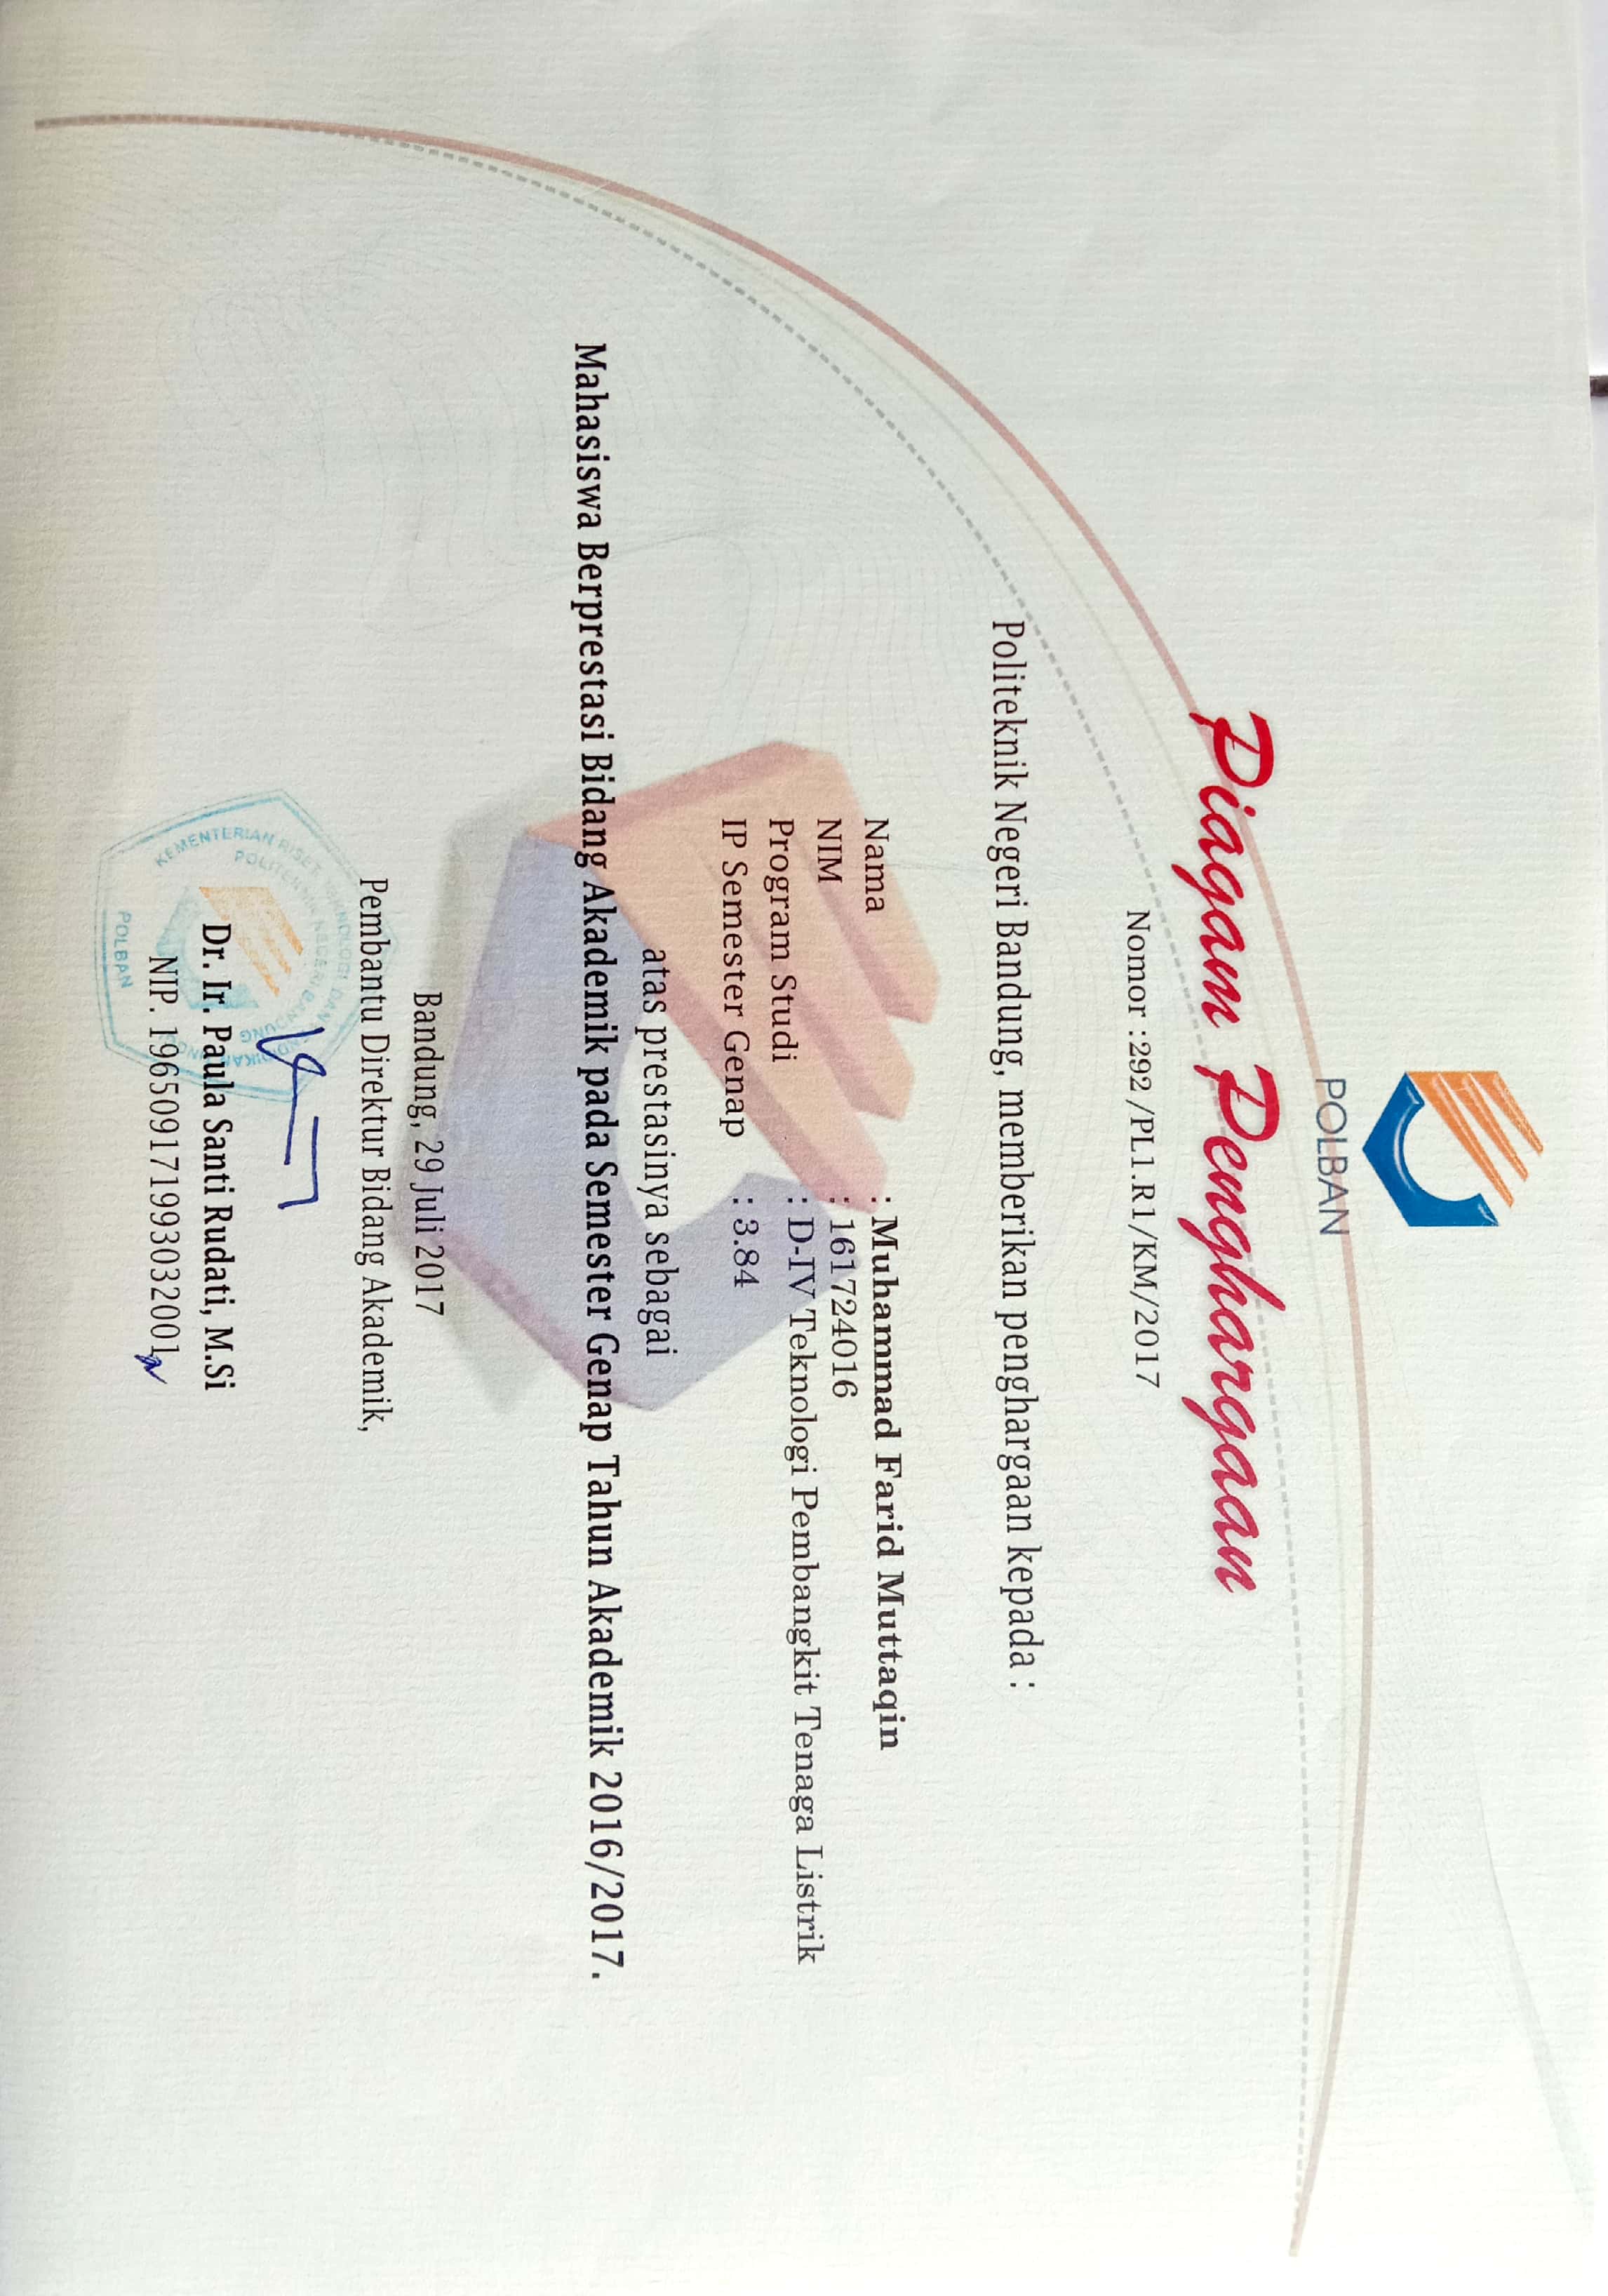 POLBAN
Piagam Penghargaan
Nomor :292 /PL1.R1/KM/2017
Politeknik Negeri Bandung, memberikan penghargaan kepada :
Nama : Muhammad Farid Muttaqin
NIM : 161724016
Program Studi : D-IV Teknologi Pembangkit Tenaga Listrik
IP Semester Genap : 3.84
atas prestasinya sebagai
Mahasiswa Berprestasi Bidang Akademik pada Semester Genap Tahun Akademik 2016/2017.
Bandung, 29 Juli 2017
Pembantu Direktur Bidang Akademik,
KEMENTERIAN RISET TEKNOLOGI DAN
POLITEKNIK NEGERI BANDUNG
Dr. Ir. Paula Santi Rudati, M.Si
NIP. 196509171993032001
POLBAN